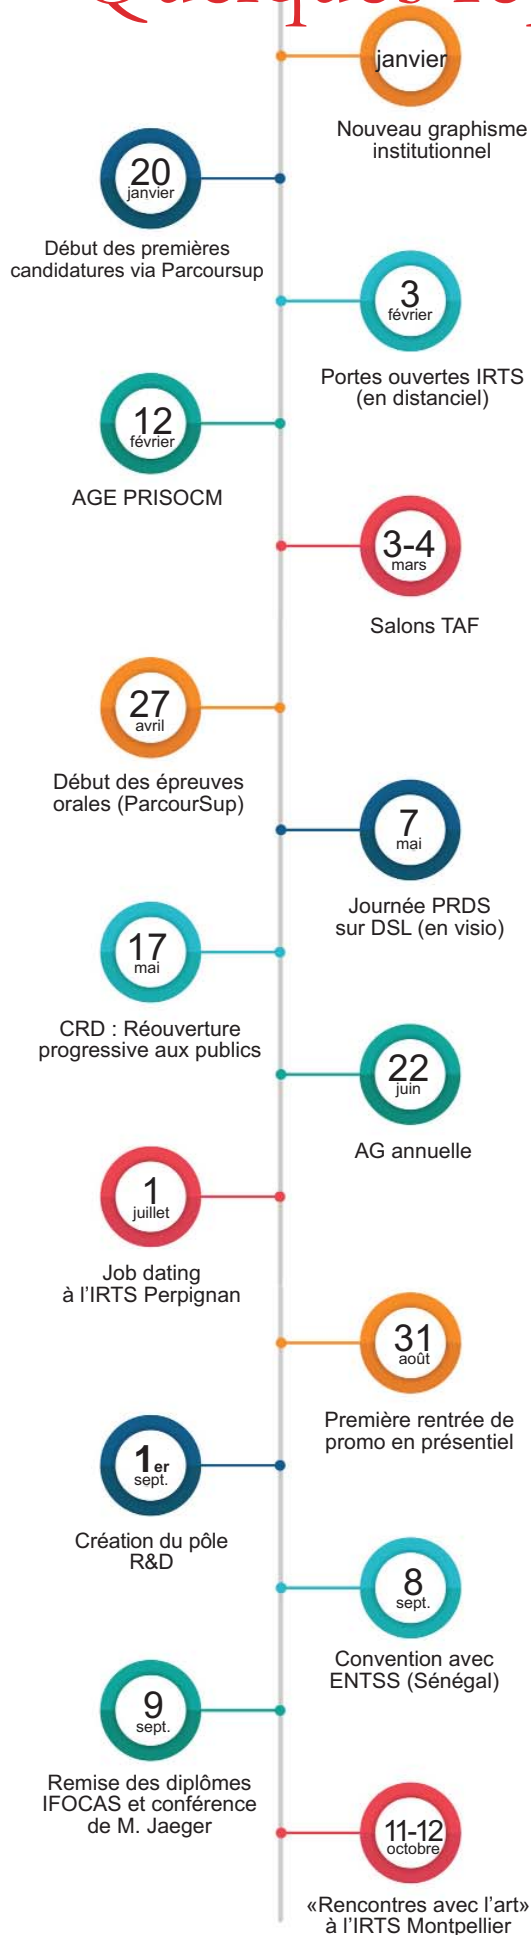 Quelques
janvier
Nouveau graphisme
institutionnel
20
janvier
Début des premières
candidatures via Parcoursup
3
février
Portes ouvertes IRTS
(en distanciel)
12
février
AGE PRISOCM
3-4
mars
Salons TAF
27
avril
Début des épreuves
orales (ParcourSup)
7
mai
Journée PRDS
sur DSL (en visio)
17
mai
CRD : Réouverture
progressive aux publics
22
juin
AG annuelle
1
juillet
Job dating
à l’IRTS Perpignan
31
août
Première rentrée de
promo en présentiel
1er
sept.
Création du pôle
R&D
8
sept.
Convention avec
ENTSS (Sénégal)
9
sept.
Remise des diplômes
IFOCAS et conférence
de M. Jaeger
11-12
octobre
«Rencontres avec l’art»
à l’IRTS Montpellier